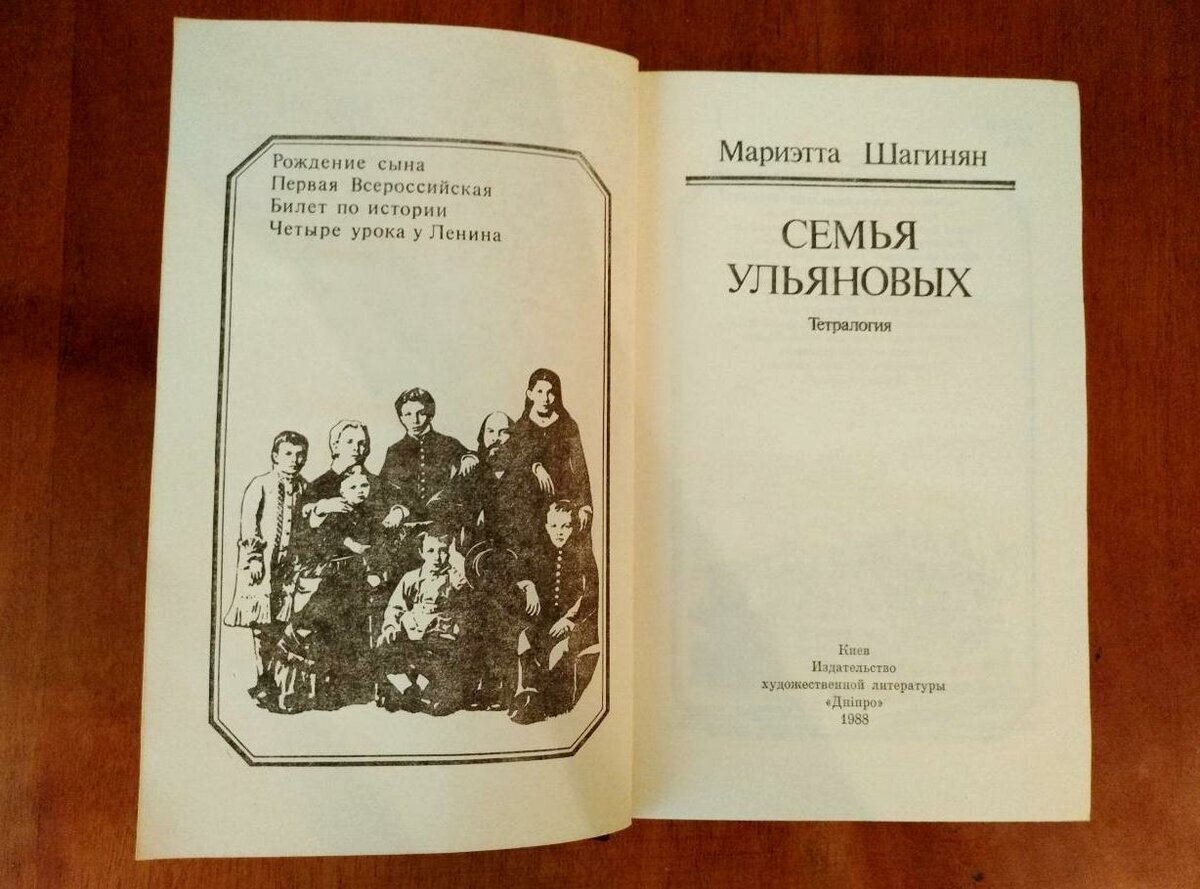 Рождение сына
Первая Всероссийская
Билет по истории
Четыре урока у Ленина
Мариэтта Шагинян
СЕМЬЯ
УЛЬЯНОВЫХ
Тетралогия
Киев
Издательство
художественной литературы
«Дніпро»
1988